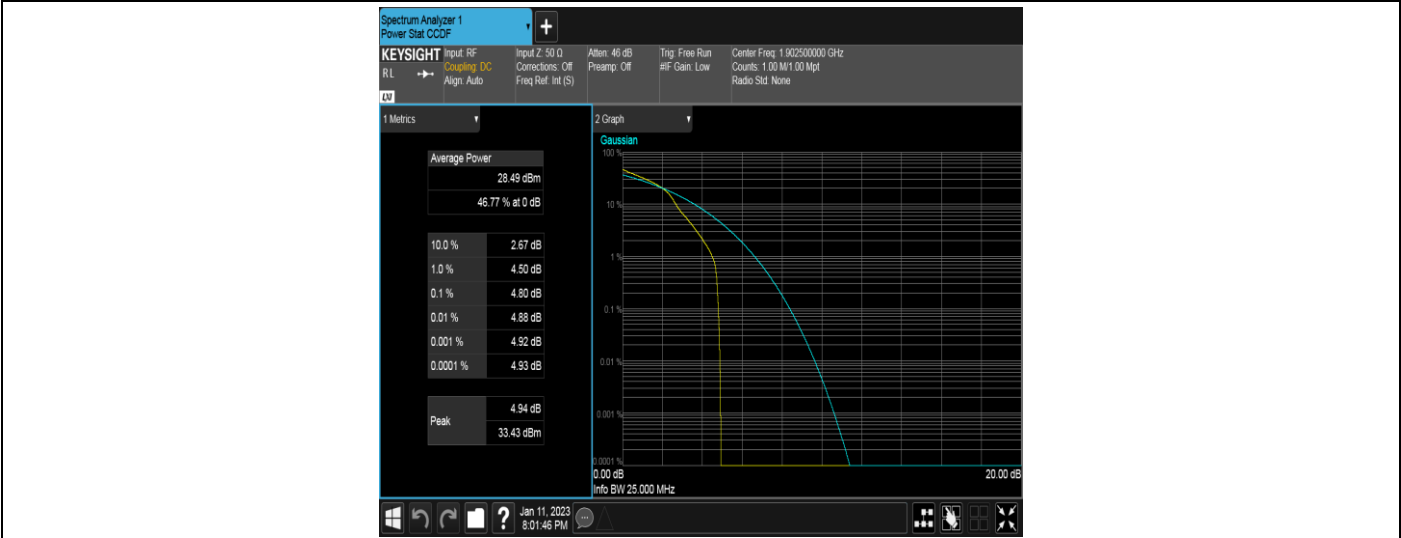 Spectrum Analyzer 1
Power Stat CCDF
+
KEYSIGHT
RL
LXI
Input: RF
Coupling: DC
Align: Auto
Input Z: 50 Ω
Corrections: Off
Freq Ref: Int (S)
Atten: 46 dB
Preamp: Off
Trig: Free Run
#IF Gain: Low
Center Freq: 1.902500000 GHz
Counts: 1.00 M/1.00 Mpt
Radio Std: None
1 Metrics
Average Power
28.49 dBm
46.77 % at 0 dB
10.0 % 2.67 dB
1.0 % 4.50 dB
0.1 % 4.80 dB
0.01 % 4.88 dB
0.001 % 4.92 dB
0.0001 % 4.93 dB
Peak
4.94 dB
33.43 dBm
2 Graph
Gaussian
100 %
10 %
1 %
0.1 %
0.01 %
0.001 %
0.0001 %
0.00 dB 20.00 dB
Info BW 25.000 MHz
?
Jan 11, 2023
8:01:46 PM